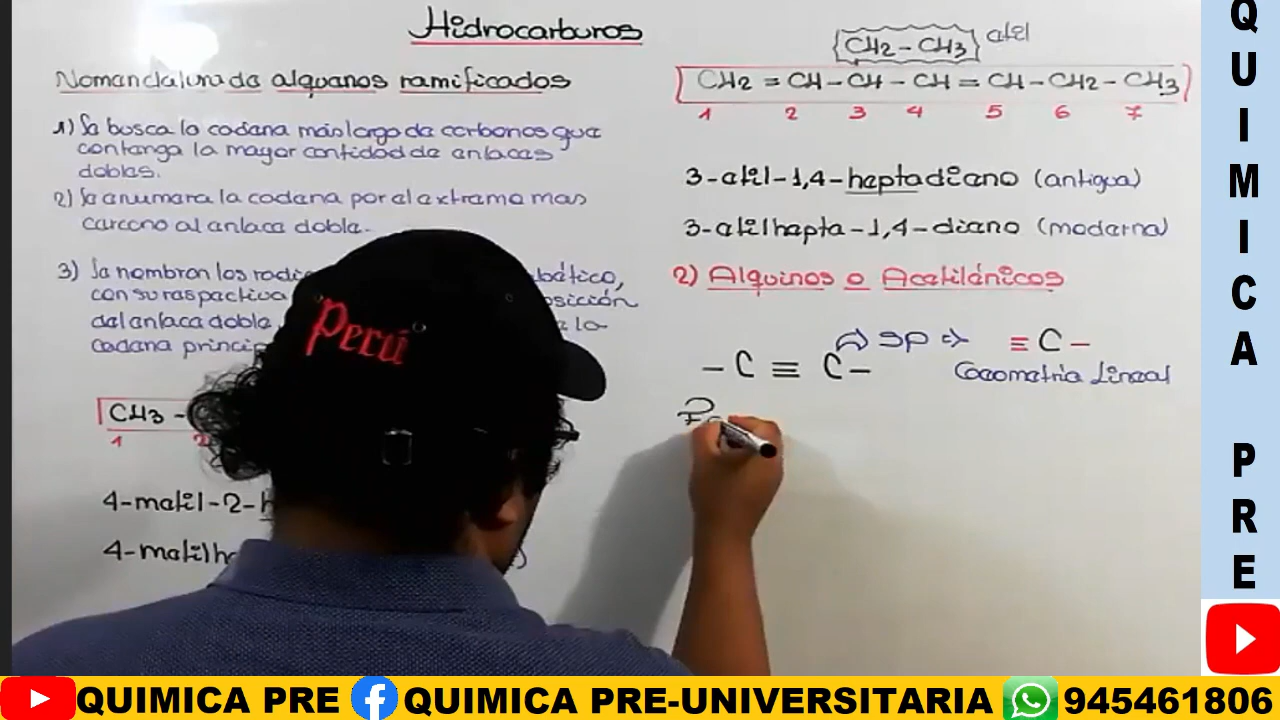 Hidrocarburos
Nomenclatura de alquenos ramificados
1) Se busca la cadena más larga de carbonos que
contenga la mayor cantidad de enlaces
dobles.
2) Se enumera la cadena por el extremo mas
cercano al enlace doble.
3) Se nombran los
con su respectiva
del enlace doble
cadena
CH3 -
1 2
4-metil-2-
4-metil
CH2 - CH3 etil
CH2 = CH - CH - CH = CH - CH2 - CH3
1 2 3 4 5 6 7
3-etil-1,4-heptadieno (antigua)
3-etilhepta-1,4-dieno (moderna)
2) Alquinos o Acetilénicos
- C ≡ C - ⇒ sp ⇒ ≡ C -
Geometria Lineal
Perú
QUIMICA PRE
QUIMICA PRE QUIMICA PRE-UNIVERSITARIA 945461806